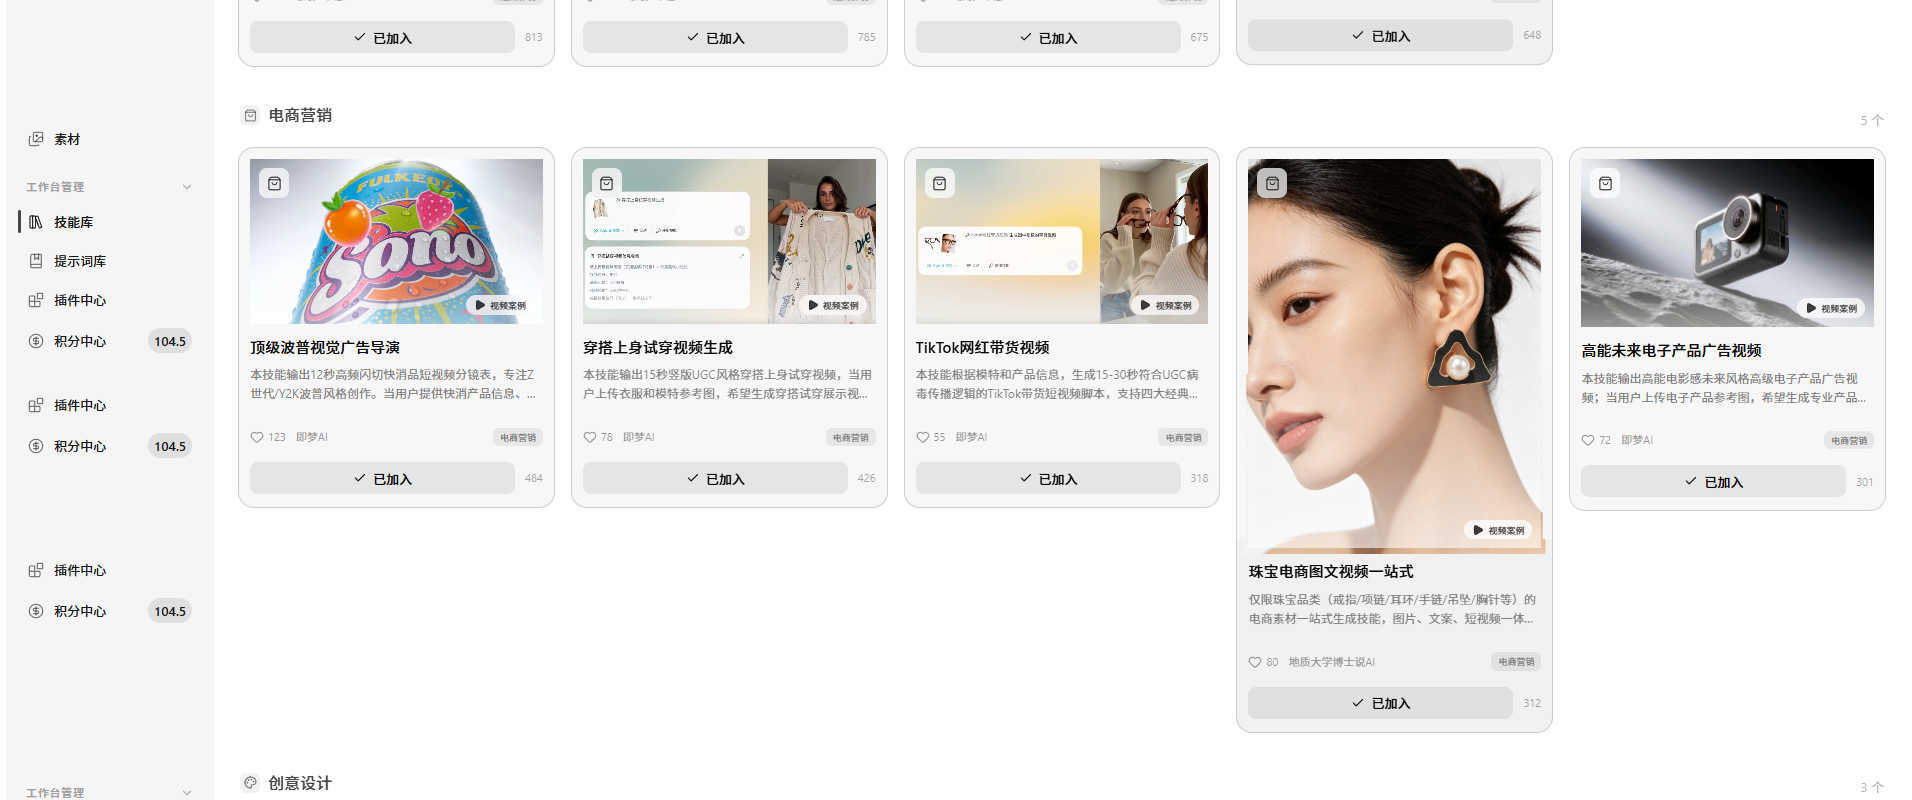 已加入 813
已加入 785
已加入 675
已加入 648
素材
工作台管理
技能库
提示词库
插件中心
积分中心 104.5
插件中心
积分中心 104.5
插件中心
积分中心 104.5
工作台管理
电商营销
5 个
FULKEOY
Sano
视频案例
顶级波普视觉广告导演
本技能输出12秒高频闪切快消品短视频分镜表，专注Z
世代/Y2K波普风格创作。当用户提供快消产品信息、...
123 即梦AI 电商营销
已加入 484
视频案例
穿搭上身试穿视频生成
本技能输出15秒竖版UGC风格穿搭上身试穿视频，当用
户上传衣服和模特参考图，希望生成穿搭试穿展示视...
78 即梦AI 电商营销
已加入 426
视频案例
TikTok网红带货视频
本技能根据模特和产品信息，生成15-30秒符合UGC病
毒传播逻辑的TikTok带货短视频脚本，支持四大经典...
55 即梦AI 电商营销
已加入 318
视频案例
珠宝电商图文视频一站式
仅限珠宝品类（戒指/项链/耳环/手链/吊坠/胸针等）的
电商素材一站式生成技能，图片、文案、短视频一体...
80 地质大学博士说AI 电商营销
已加入 312
视频案例
高能未来电子产品广告视频
本技能输出高能电影感未来风格高级电子产品广告视
频；当用户上传电子产品参考图，希望生成专业产品...
72 即梦AI 电商营销
已加入 301
创意设计
3 个